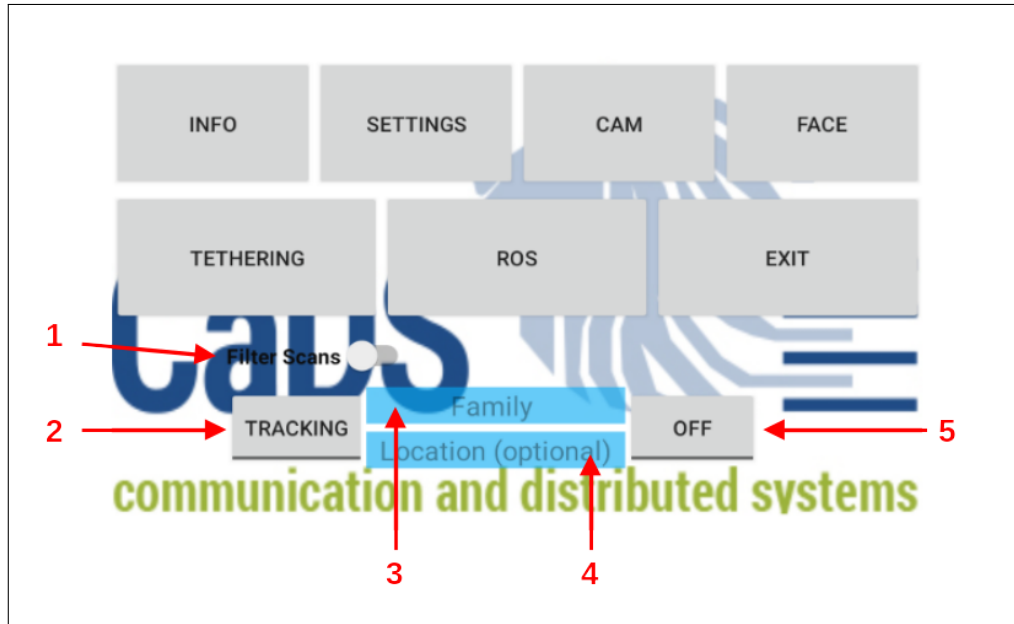 INFO SETTINGS CAM FACE
TETHERING ROS EXIT
CaDS
1 Filter Scans
Family
2 TRACKING OFF 5
Location (optional)
communication and distributed systems
3 4